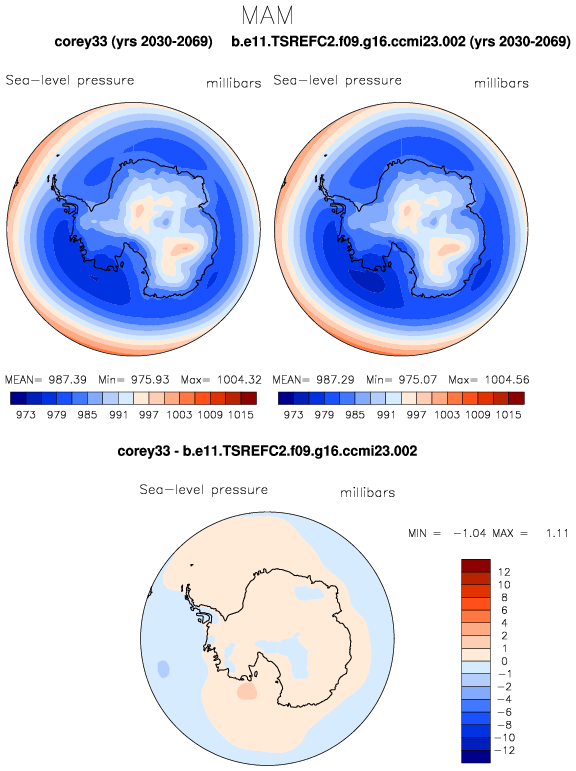 MAM
corey33 (yrs 2030-2069) b.e11.TSREFC2.f09.g16.ccmi23.002 (yrs 2030-2069)
Sea-level pressure millibars Sea-level pressure millibars
MEAN= 987.39 Min= 975.93 Max= 1004.32 MEAN= 987.29 Min= 975.07 Max= 1004.56
973 979 985 991 997 1003 1009 1015 973 979 985 991 997 1003 1009 1015
corey33 - b.e11.TSREFC2.f09.g16.ccmi23.002
Sea-level pressure millibars
MIN = -1.04 MAX = 1.11
12
10
8
6
4
2
1
0
-1
-2
-4
-6
-8
-10
-12